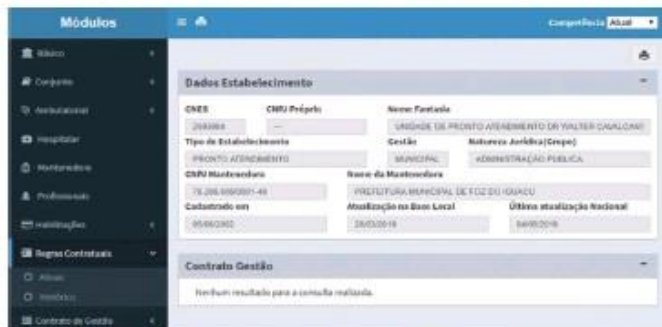 Módulos
Competência Atual
Básico
Conjunto
Ambulatorial
Hospitalar
Mantenedora
Profissionais
Habilitações
Regras Contratuais
Ativas
Histórico
Contrato de Gestão
Dados Estabelecimento
CNES CNPJ Próprio Nome Fantasia
--- UNIDADE DE PRONTO ATENDIMENTO DR WALTER CAVALCANT
Tipo de Estabelecimento Gestão Natureza Jurídica(Grupo)
PRONTO ATENDIMENTO MUNICIPAL ADMINISTRAÇÃO PÚBLICA
CNPJ Mantenedora Nome da Mantenedora
PREFEITURA MUNICIPAL DE FOZ DO IGUACU
Cadastrado em Atualização na Base Local Última atualização Nacional
Contrato Gestão
Nenhum resultado para a consulta realizada.